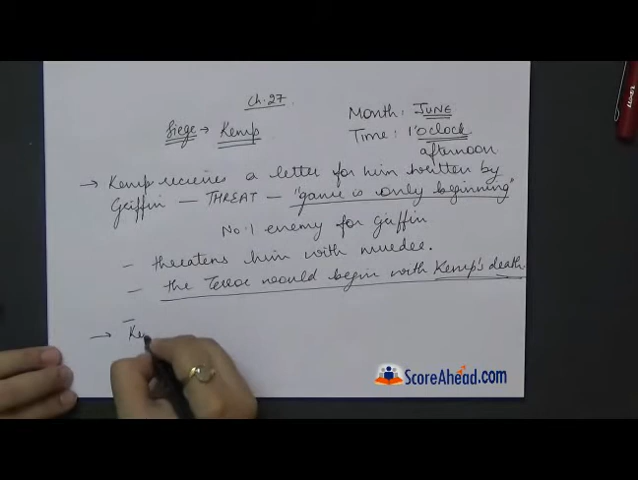 Ch. 27
Siege → Kemp
Month: JUNE
Time: 1'oclock
afternoon
→ Kemp receives a letter for him written by
Griffin — THREAT — "game is only beginning"
No. 1 enemy for griffin
– threatens him with murder.
– the Terror would begin with Kemp's death
–
→ Ke
ScoreAhead.com